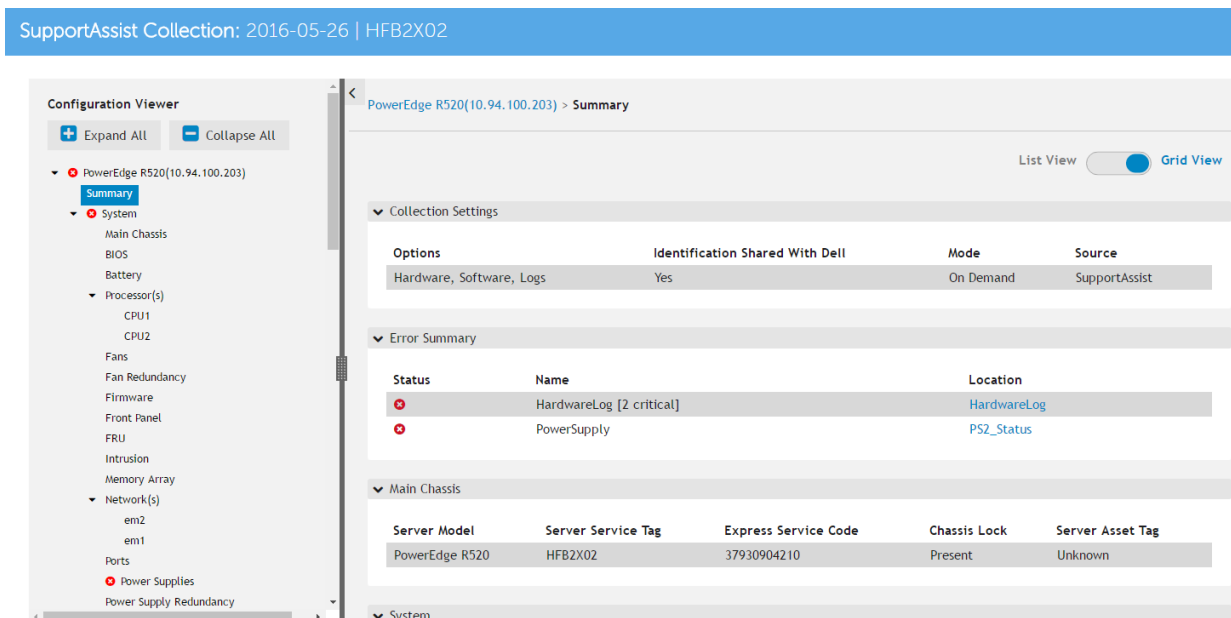 SupportAssist Collection: 2016-05-26 | HFB2X02
Configuration Viewer
Expand All Collapse All
PowerEdge R520(10.94.100.203)
Summary
System
Main Chassis
BIOS
Battery
Processor(s)
CPU1
CPU2
Fans
Fan Redundancy
Firmware
Front Panel
FRU
Intrusion
Memory Array
Network(s)
em2
em1
Ports
Power Supplies
Power Supply Redundancy
PowerEdge R520(10.94.100.203) > Summary
List View Grid View
Collection Settings
Options Identification Shared With Dell Mode Source
Hardware, Software, Logs Yes On Demand SupportAssist
Error Summary
Status Name Location
HardwareLog [2 critical] HardwareLog
PowerSupply PS2_Status
Main Chassis
Server Model Server Service Tag Express Service Code Chassis Lock Server Asset Tag
PowerEdge R520 HFB2X02 37930904210 Present Unknown
System